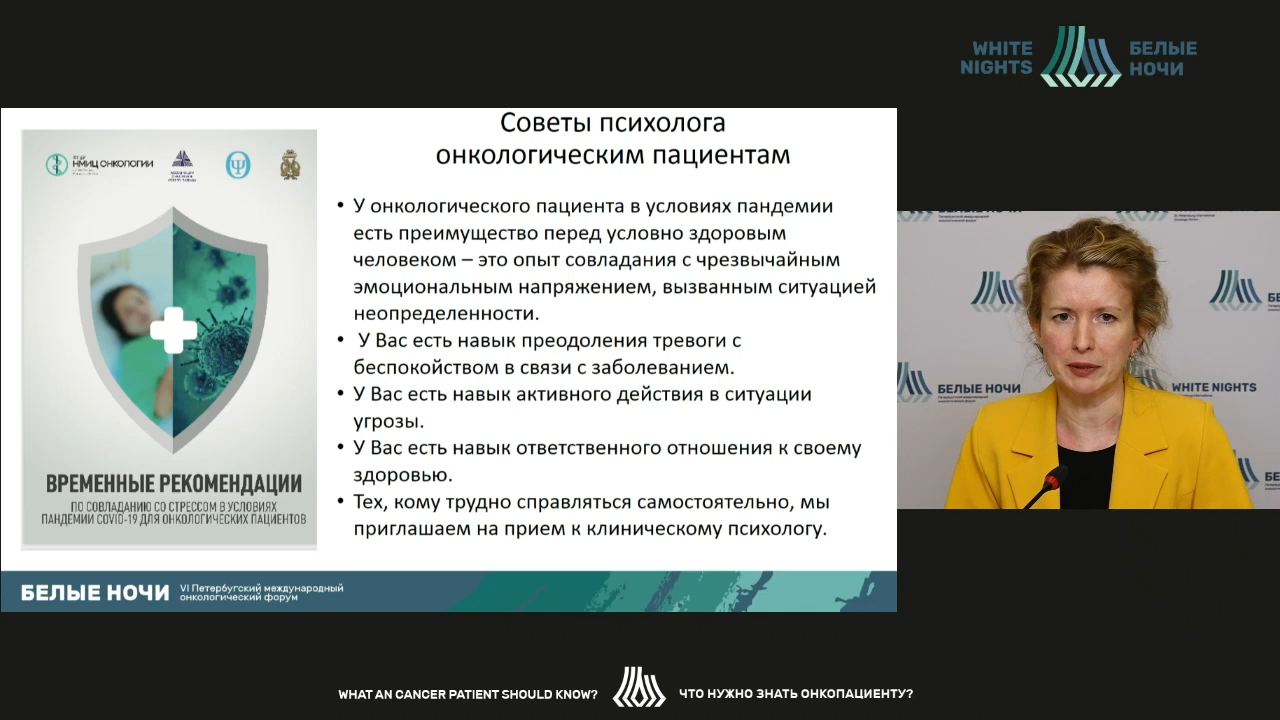 WHITE
NIGHTS
БЕЛЫЕ
НОЧИ
Советы психолога
онкологическим пациентам
НМИЦ ОНКОЛОГИИ
• У онкологического пациента в условиях пандемии
есть преимущество перед условно здоровым
человеком – это опыт совладания с чрезвычайным
эмоциональным напряжением, вызванным ситуацией
неопределенности.
• У Вас есть навык преодоления тревоги с
беспокойством в связи с заболеванием.
• У Вас есть навык активного действия в ситуации
угрозы.
• У Вас есть навык ответственного отношения к своему
здоровью.
• Тех, кому трудно справляться самостоятельно, мы
приглашаем на прием к клиническому психологу.
ВРЕМЕННЫЕ РЕКОМЕНДАЦИИ
ПО СОВЛАДАНИЮ СО СТРЕССОМ В УСЛОВИЯХ
ПАНДЕМИИ COVID-19 ДЛЯ ОНКОЛОГИЧЕСКИХ ПАЦИЕНТОВ
БЕЛЫЕ НОЧИ
VI Петербугский международный
онкологический форум
БЕЛЫЕ НОЧИ
WHITE NIGHTS
WHAT AN CANCER PATIENT SHOULD KNOW?
ЧТО НУЖНО ЗНАТЬ ОНКОПАЦИЕНТУ?